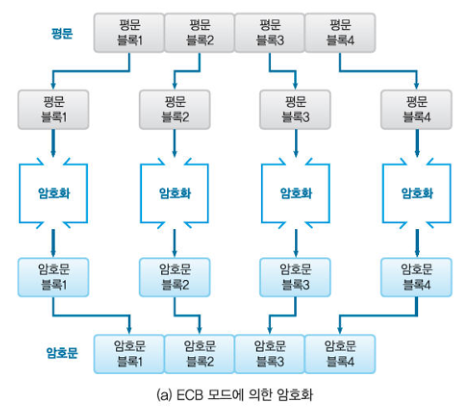 평문
평문 블록1
평문 블록2
평문 블록3
평문 블록4
평문 블록1
평문 블록2
평문 블록3
평문 블록4
암호화
암호화
암호화
암호화
암호문 블록1
암호문 블록2
암호문 블록3
암호문 블록4
암호문
암호문 블록1
암호문 블록2
암호문 블록3
암호문 블록4
(a) ECB 모드에 의한 암호화